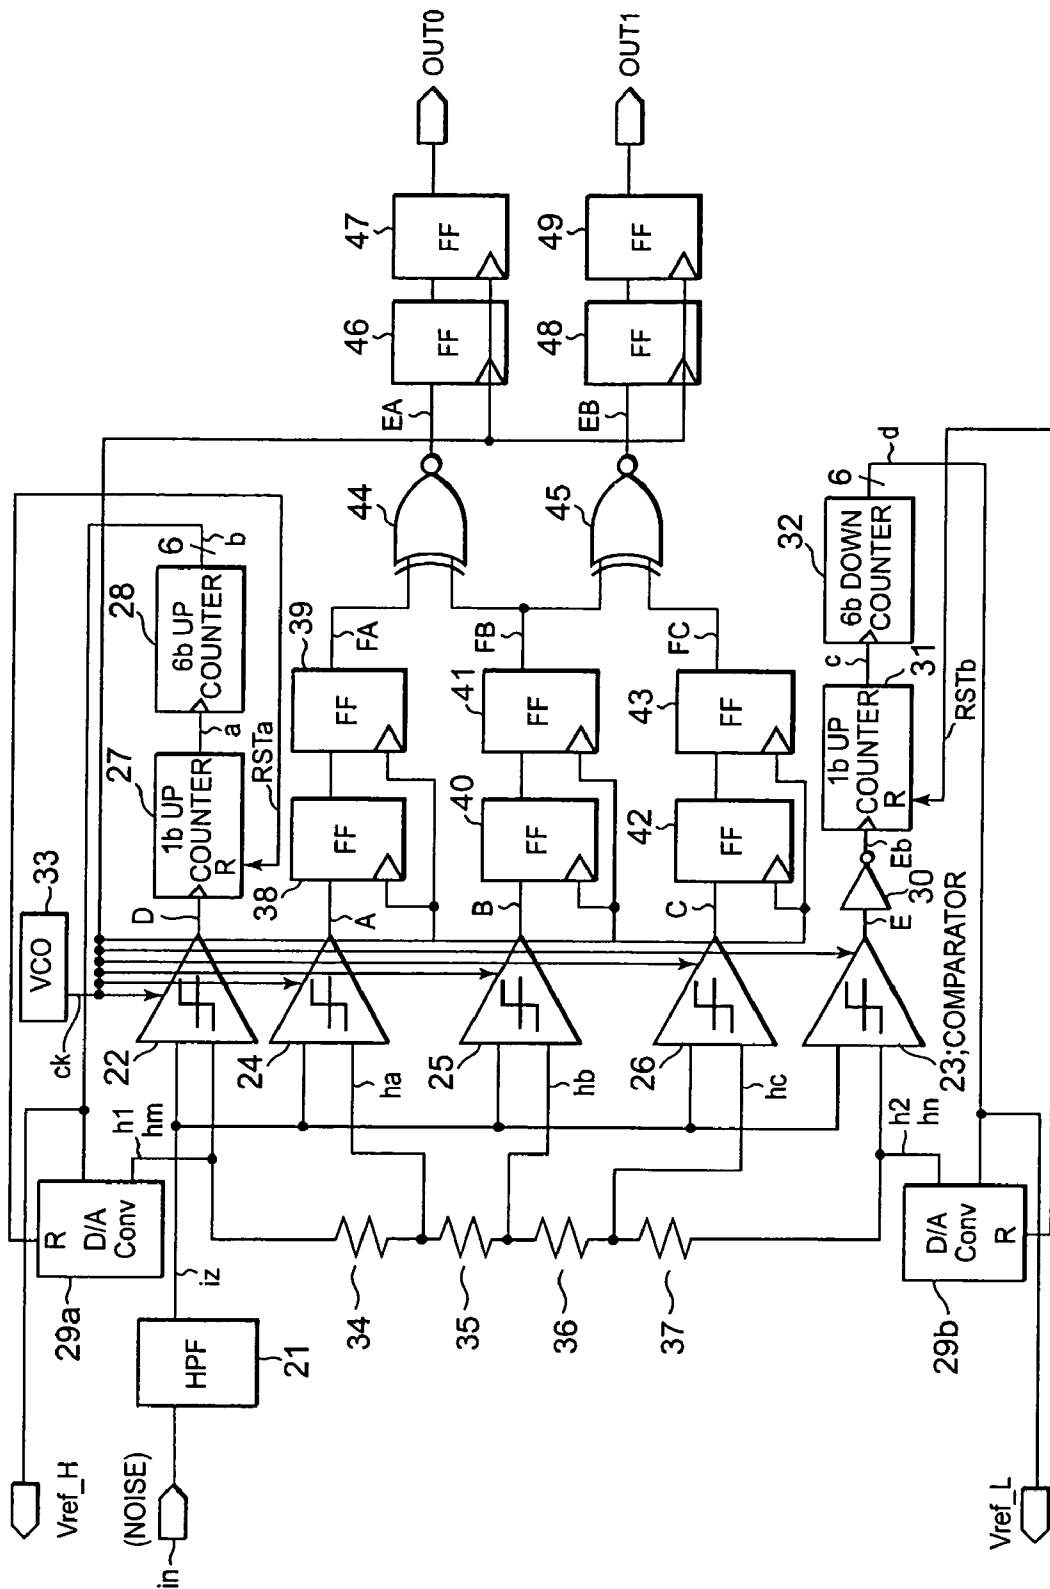 Vref_H
(NOISE)
in
HPF
21
iz
29a
R
D/A
Conv
h1
hm
ck
VCO
33
22
D
27
1b UP
COUNTER
R
a
RSTa
28
6b UP
COUNTER
6
b
34
35
36
37
ha
hb
hc
24
A
38
FF
39
FF
FA
25
B
40
FF
41
FF
FB
26
C
42
FF
43
FF
FC
44
EA
46
FF
47
FF
OUT0
45
EB
48
FF
49
FF
OUT1
23;COMPARATOR
E
30
Eb
1b UP
COUNTER
R
31
c
32
6b DOWN
COUNTER
6
d
RSTb
h2
hn
29b
D/A
Conv
R
Vref_L